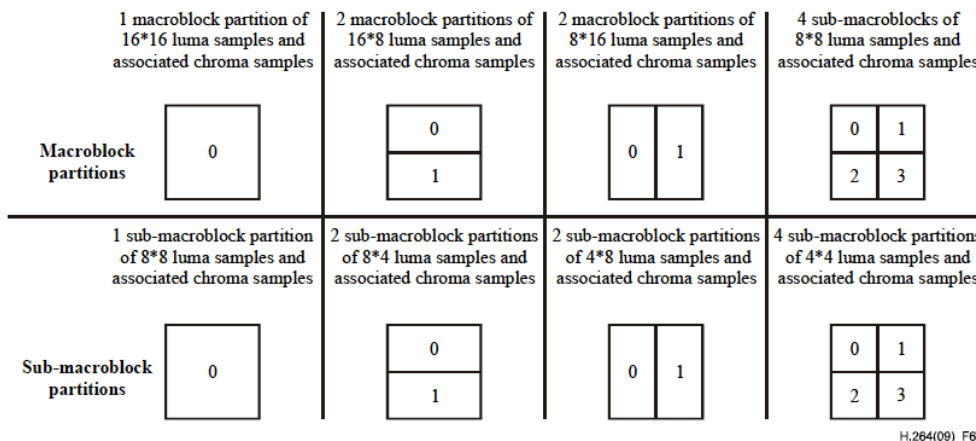 1 macroblock partition of
16*16 luma samples and
associated chroma samples
2 macroblock partitions of
16*8 luma samples and
associated chroma samples
2 macroblock partitions of
8*16 luma samples and
associated chroma samples
4 sub-macroblocks of
8*8 luma samples and
associated chroma samples
Macroblock
partitions
0
0
1
0 1
0 1
2 3
1 sub-macroblock partition
of 8*8 luma samples and
associated chroma samples
2 sub-macroblock partitions
of 8*4 luma samples and
associated chroma samples
2 sub-macroblock partitions
of 4*8 luma samples and
associated chroma samples
4 sub-macroblock partitions
of 4*4 luma samples and
associated chroma samples
Sub-macroblock
partitions
0
0
1
0 1
0 1
2 3
H.264(09)_F6